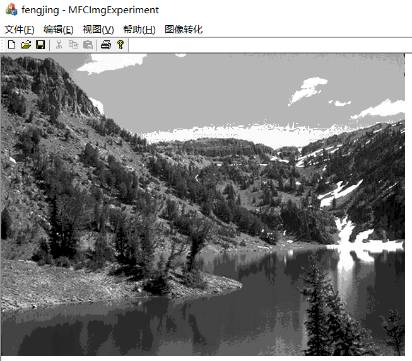 fengjing - MFCImgExperiment
文件(F) 编辑(E) 视图(V) 帮助(H) 图像转化